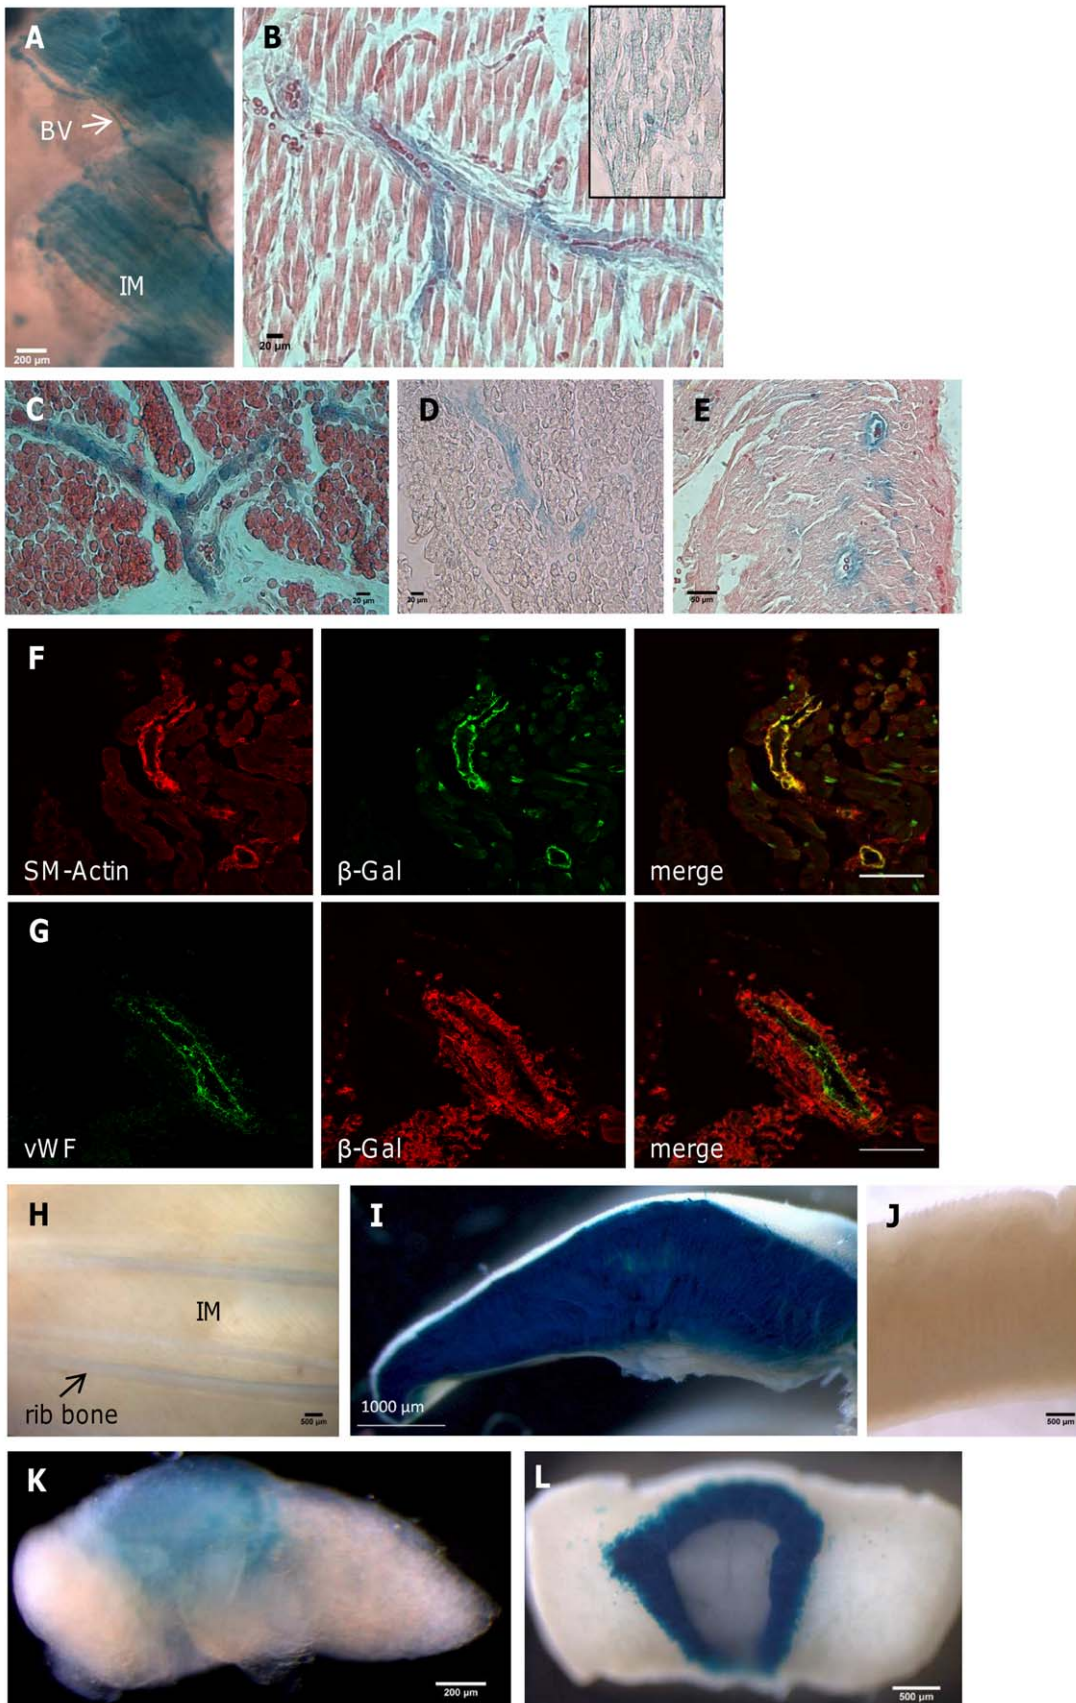 A
BV
IM
200 µm
B
20 µm
C
20 µm
D
20 µm
E
50 µm
F
SM-Actin
β-Gal
merge
G
vWF
β-Gal
merge
H
IM
rib bone
500 µm
I
1000 µm
J
500 µm
K
200 µm
L
500 µm